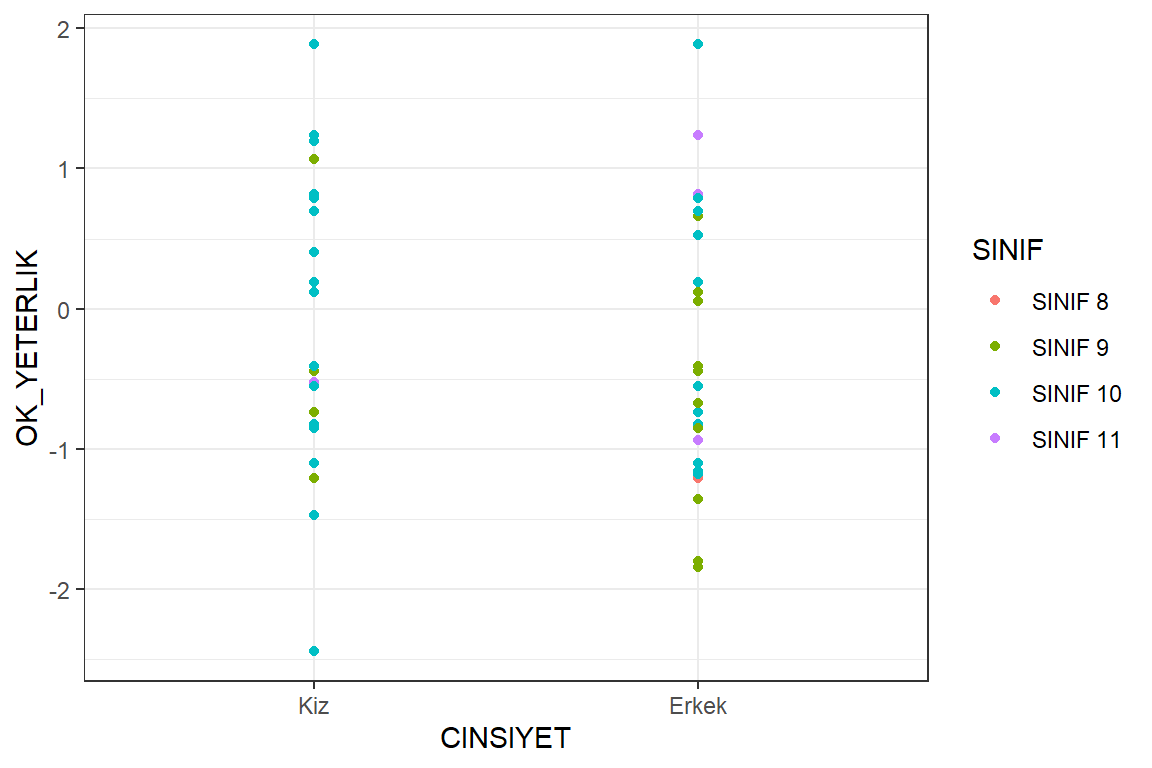 2
1
0
-1
-2
OK_YETERLIK
Kiz
Erkek
CINSIYET
SINIF
SINIF 8
SINIF 9
SINIF 10
SINIF 11